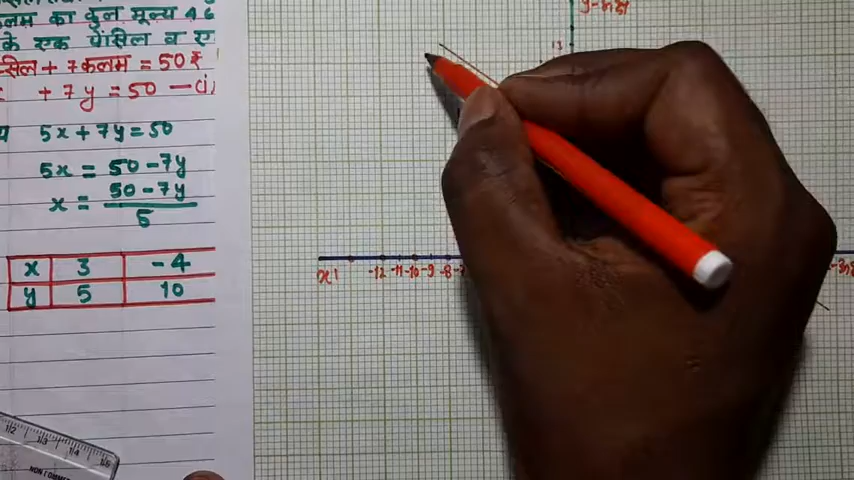 कलम का कुल मूल्य 46
के एक पेंसिल व ए
न्सिल + 7 कलम = 50 ₹
+ 7y = 50 — (i)
5x + 7y = 50
5x = 50 - 7y
x = 50 - 7y
5
x 3 -4
y 5 10
y-अक्ष
13
x' -12 -11 -10 -9 -8 -7